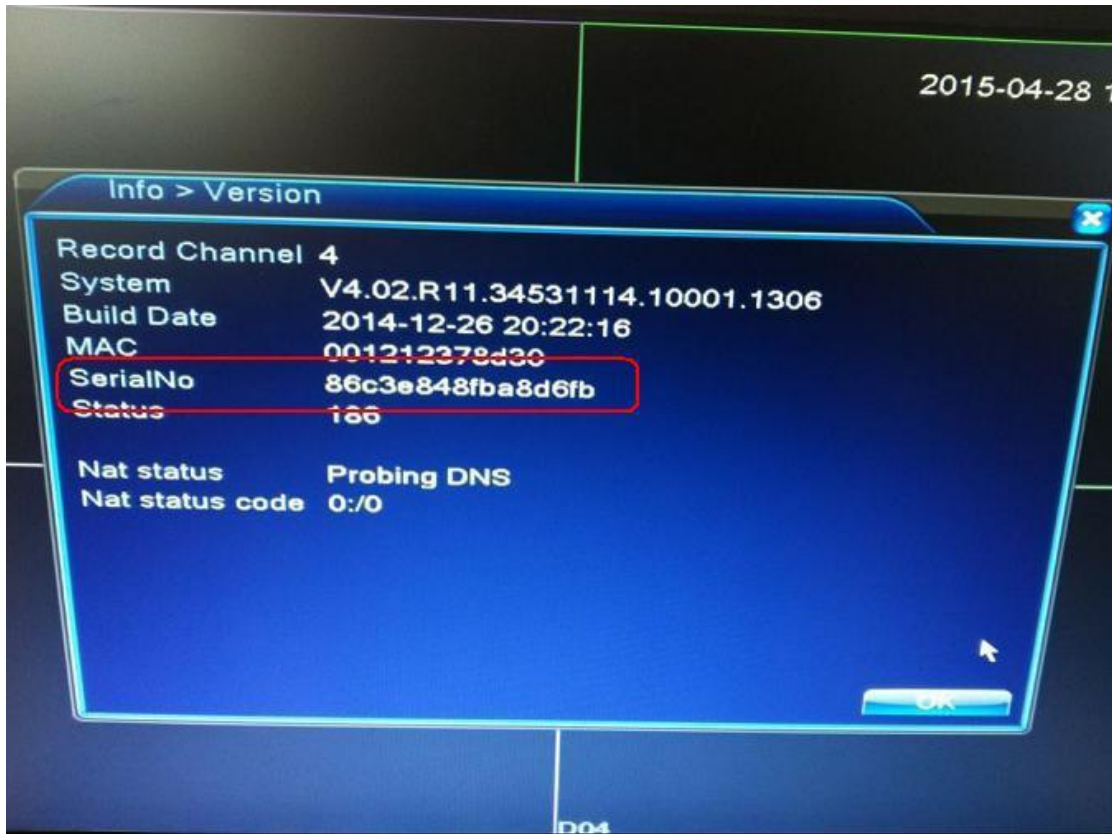 2015-04-28
Info > Version
Record Channel 4
System V4.02.R11.34531114.10001.1306
Build Date 2014-12-26 20:22:16
MAC 001212378d30
SerialNo 86c3e848fba8d6fb
Status 186
Nat status Probing DNS
Nat status code 0:/0
OK
D04